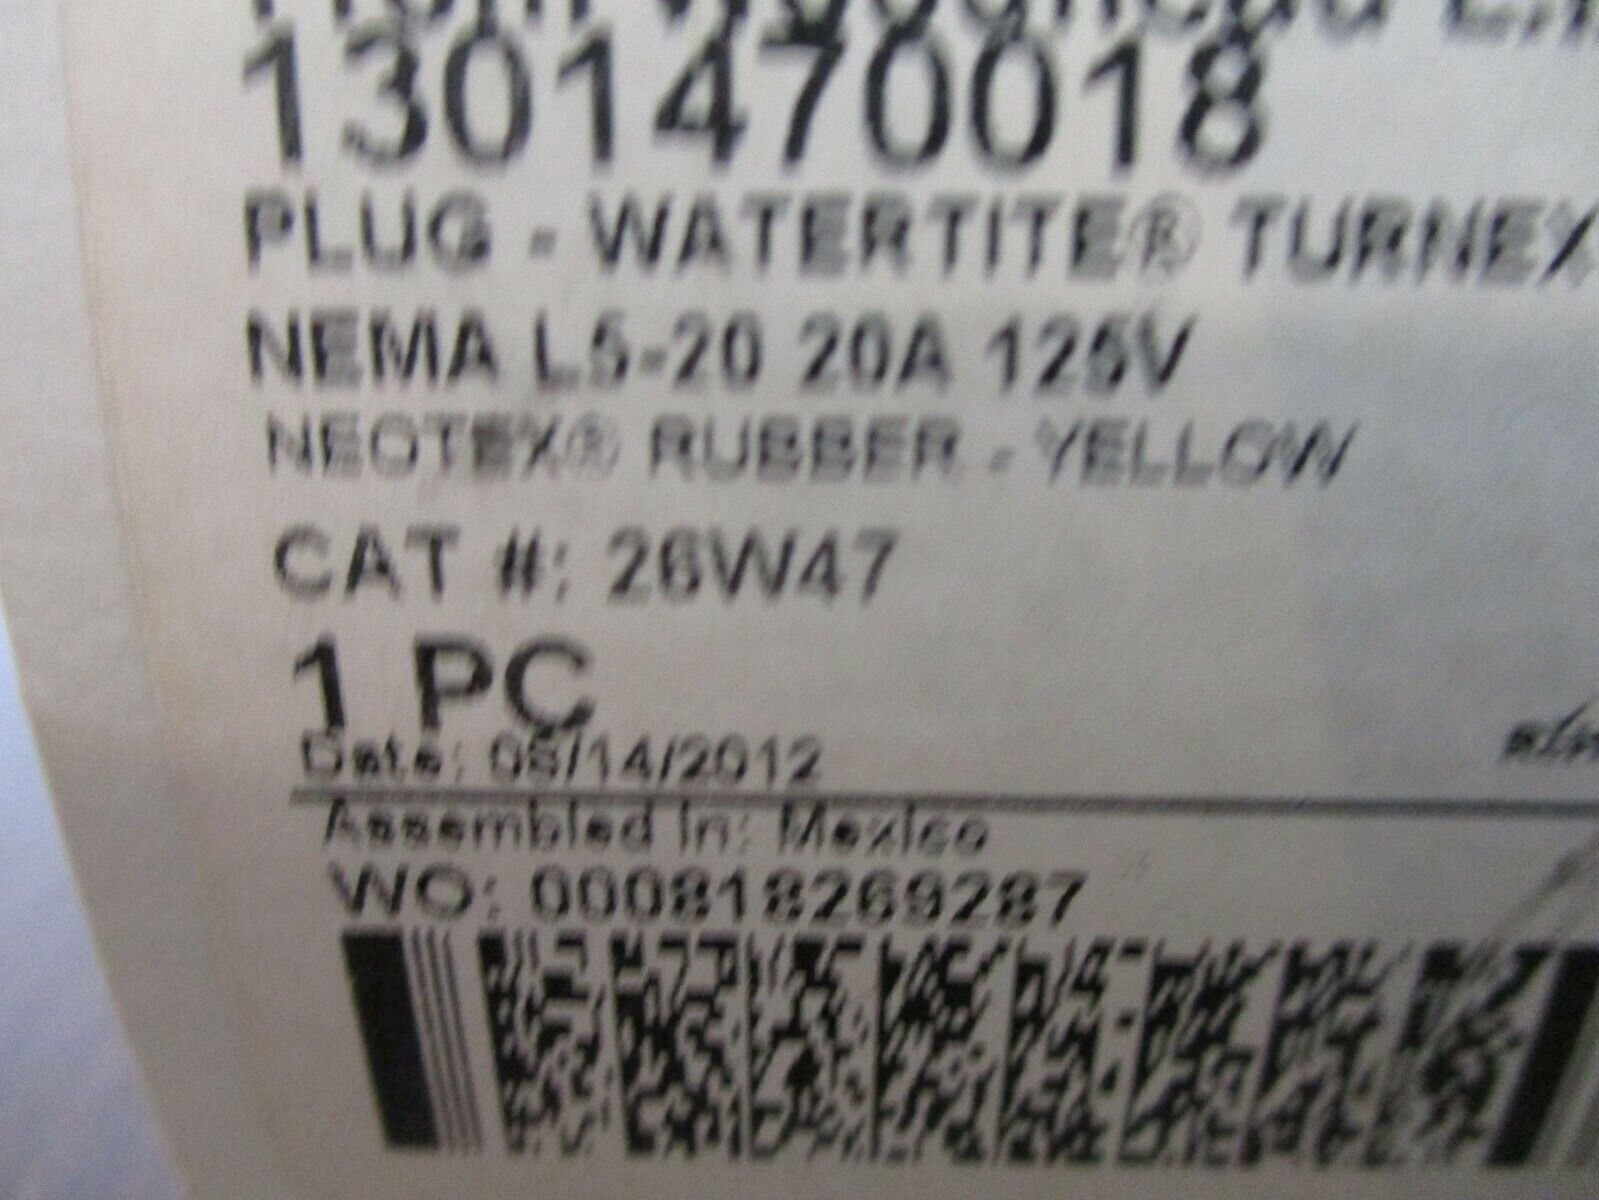 1301470018
PLUG - WATERTITE® TURNEX
NEMA L5-20 20A 125V
NEOTEX® RUBBER - YELLOW
CAT #: 26W47
1 PC
Date: 08/14/2012
Assembled In: Mexico
WO: 000818269287